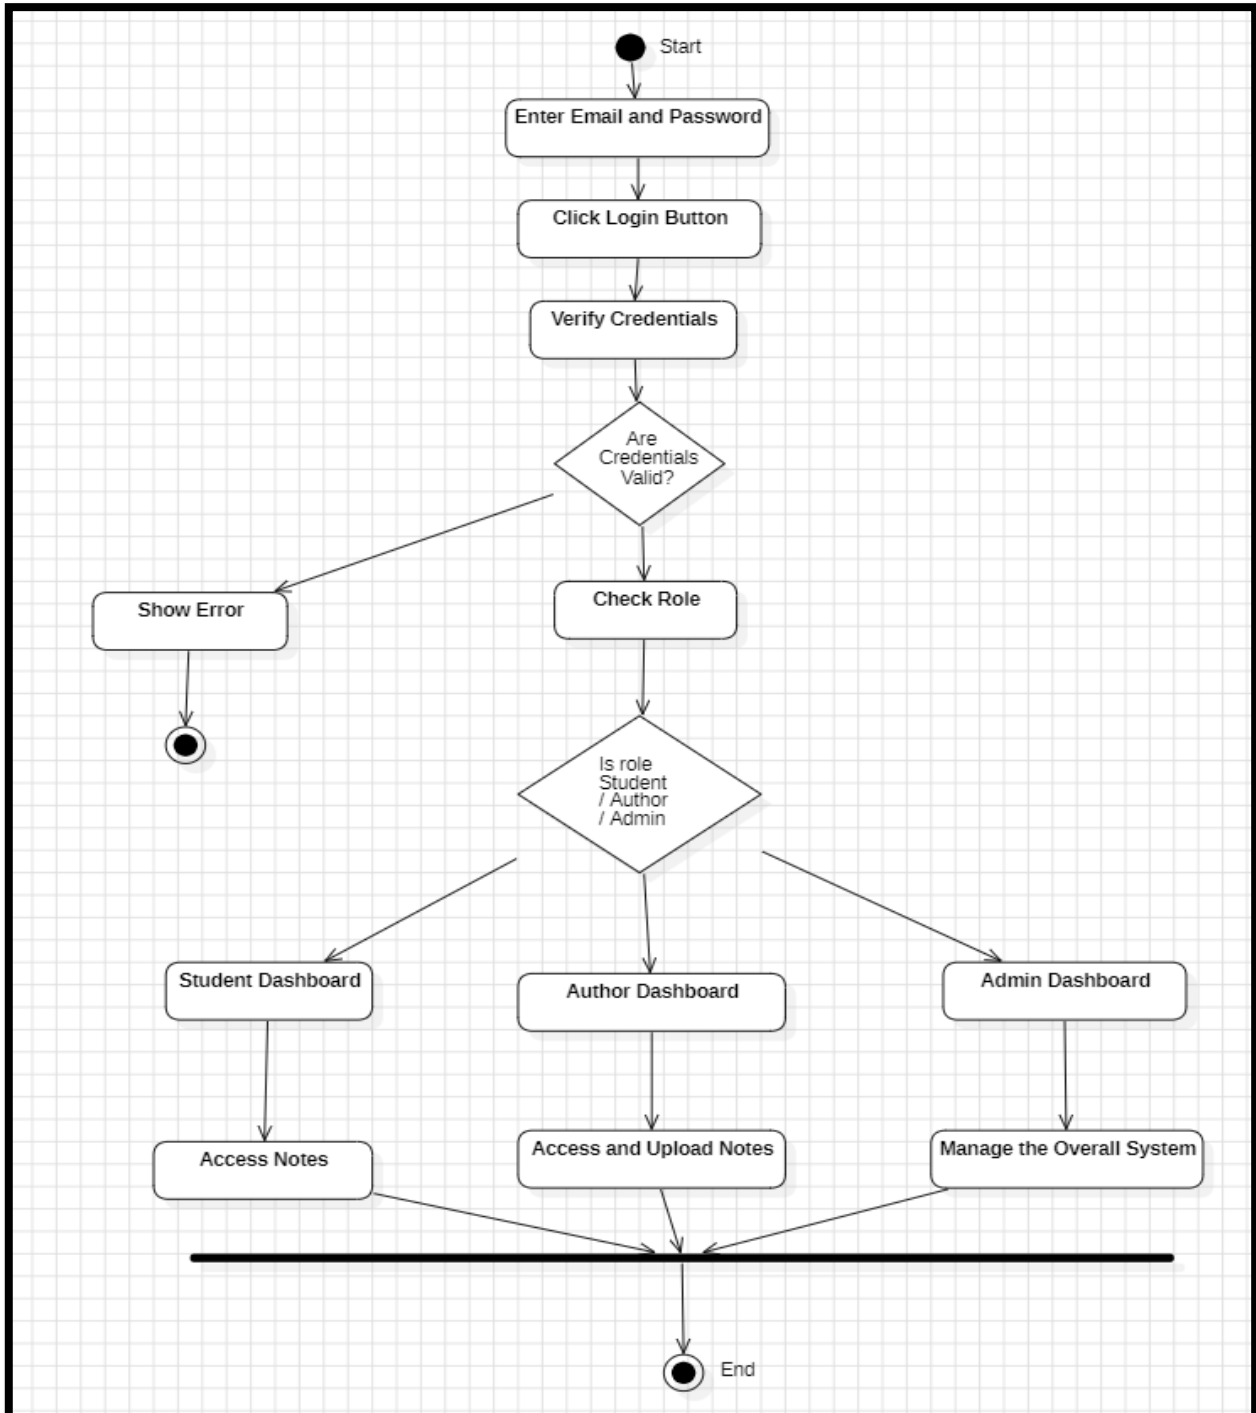 Start
Enter Email and Password
Click Login Button
Verify Credentials
Are
Credentials
Valid?
Show Error
Check Role
Is role
Student
/ Author
/ Admin
Student Dashboard
Author Dashboard
Admin Dashboard
Access Notes
Access and Upload Notes
Manage the Overall System
End